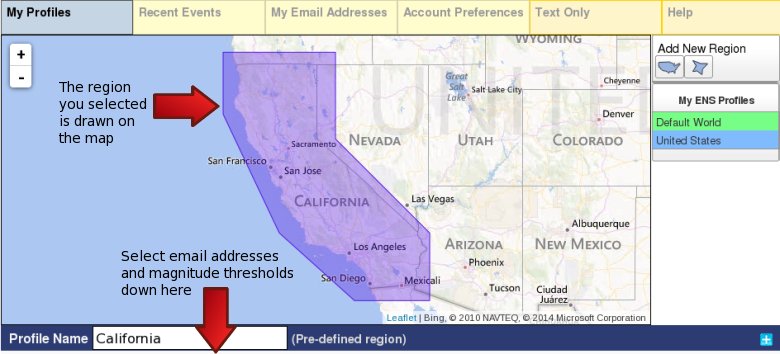 My Profiles
Recent Events
My Email Addresses
Account Preferences
Text Only
Help
+
-
The region
you selected
is drawn on
the map
WYOMING
UNITE
Great
Salt
Lake
Salt Lake City
Cheyenne
Denver
NEVADA
UTAH
COLORADO
Sacramento
San Francisco
San Jose
CALIFORNIA
Las Vegas
Los Angeles
ARIZONA
NEW MEXICO
Albuquerque
Phoenix
San Diego
Mexicali
Tucson
Ciudad
Juárez
Select email addresses
and magnitude thresholds
down here
Leaflet | Bing, © 2010 NAVTEQ, © 2014 Microsoft Corporation
Add New Region
My ENS Profiles
Default World
United States
Profile Name California (Pre-defined region)
+